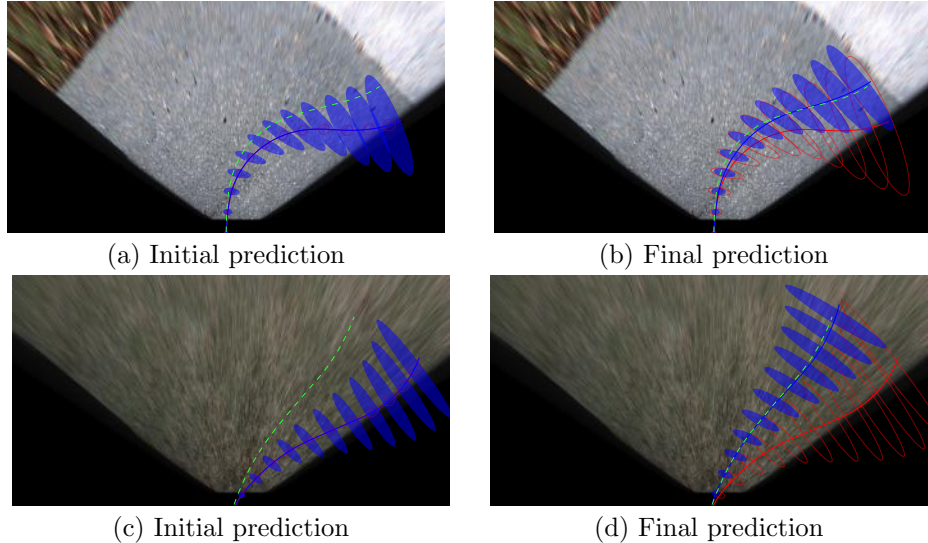 (a) Initial prediction
(b) Final prediction
(c) Initial prediction
(d) Final prediction